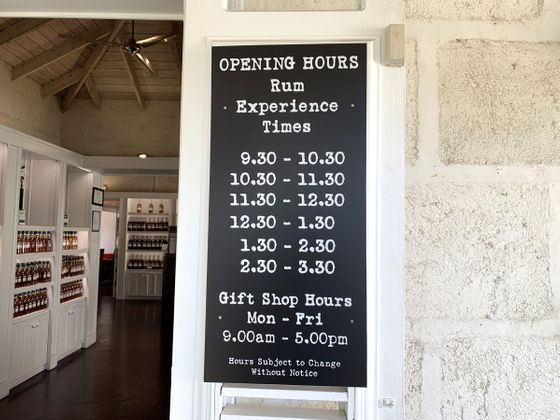 OPENING HOURS
Rum
· Experience ·
Times
9.30 - 10.30
10.30 - 11.30
11.30 - 12.30
12.30 - 1.30
1.30 - 2.30
2.30 - 3.30
Gift Shop Hours
· Mon - Fri ·
9.00am - 5.00pm
Hours Subject to Change
Without Notice